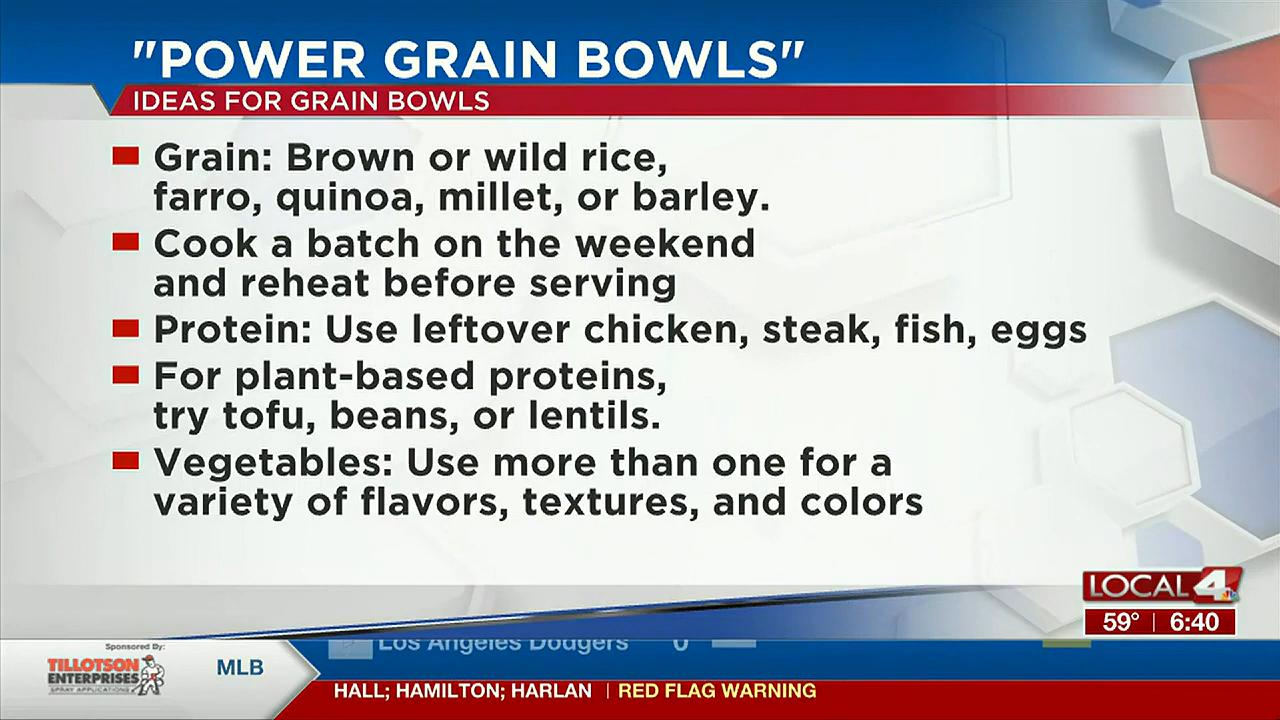 "POWER GRAIN BOWLS"
IDEAS FOR GRAIN BOWLS
Grain: Brown or wild rice,
farro, quinoa, millet, or barley.
Cook a batch on the weekend
and reheat before serving
Protein: Use leftover chicken, steak, fish, eggs
For plant-based proteins,
try tofu, beans, or lentils.
Vegetables: Use more than one for a
variety of flavors, textures, and colors
LOCAL 4
59° | 6:40
Sponsored By:
TILLOTSON
ENTERPRISES
SPRAY APPLICATIONS
MLB
Los Angeles Dodgers 0
HALL; HAMILTON; HARLAN | RED FLAG WARNING